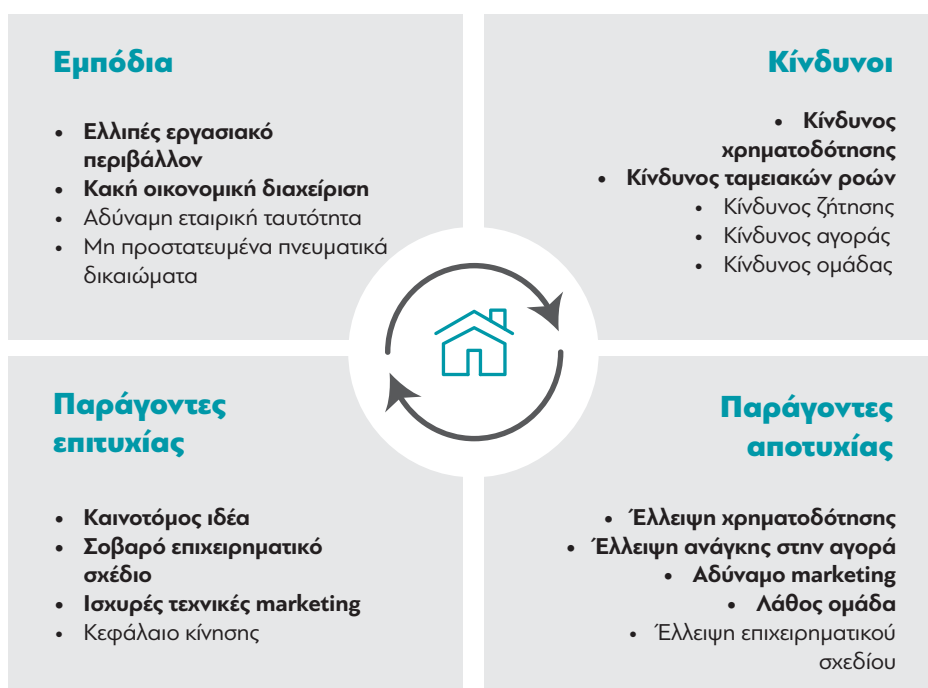 Εμπόδια
• Ελλιπές εργασιακό
περιβάλλον
• Κακή οικονομική διαχείριση
• Αδύναμη εταιρική ταυτότητα
• Μη προστατευμένα πνευματικά
δικαιώματα
Κίνδυνοι
• Κίνδυνος
χρηματοδότησης
• Κίνδυνος ταμειακών ροών
• Κίνδυνος ζήτησης
• Κίνδυνος αγοράς
• Κίνδυνος ομάδας
Παράγοντες
επιτυχίας
• Καινοτόμος ιδέα
• Σοβαρό επιχειρηματικό
σχέδιο
• Ισχυρές τεχνικές marketing
• Κεφάλαιο κίνησης
Παράγοντες
αποτυχίας
• Έλλειψη χρηματοδότησης
• Έλλειψη ανάγκης στην αγορά
• Αδύναμο marketing
• Λάθος ομάδα
• Έλλειψη επιχειρηματικού
σχεδίου